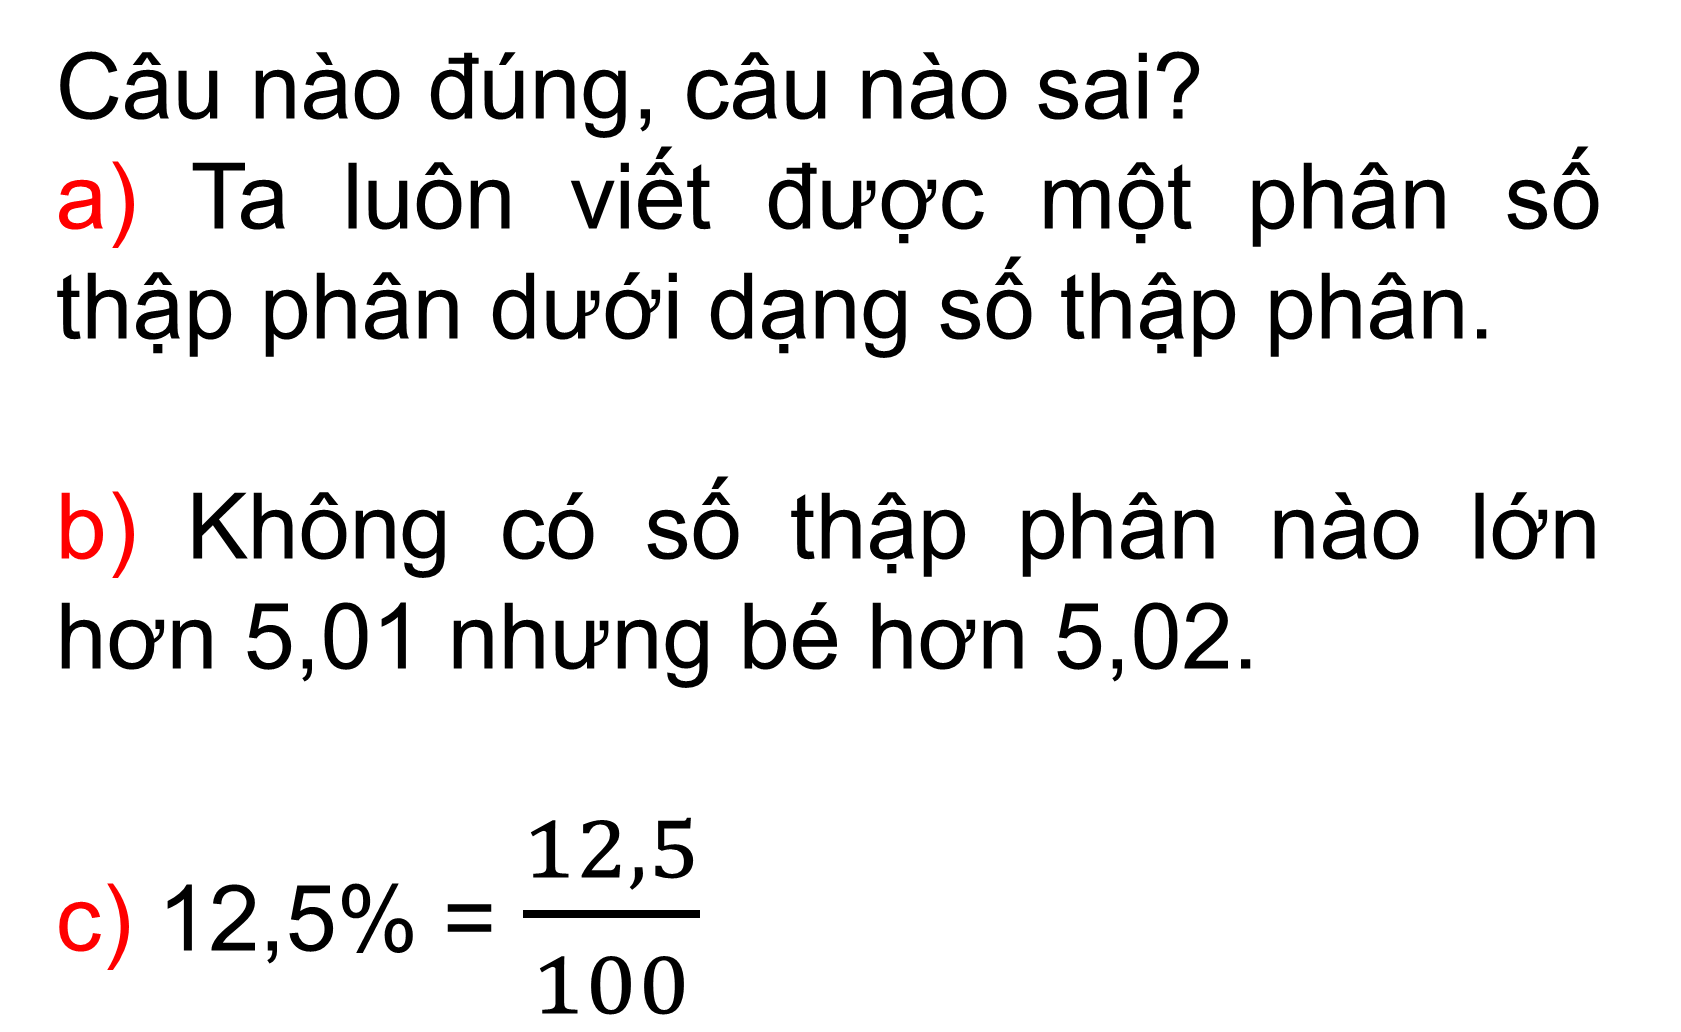 Câu nào đúng, câu nào sai?
a) Ta luôn viết được một phân số
thập phân dưới dạng số thập phân.
b) Không có số thập phân nào lớn
hơn 5,01 nhưng bé hơn 5,02.
c) 12,5% = 12,5/100